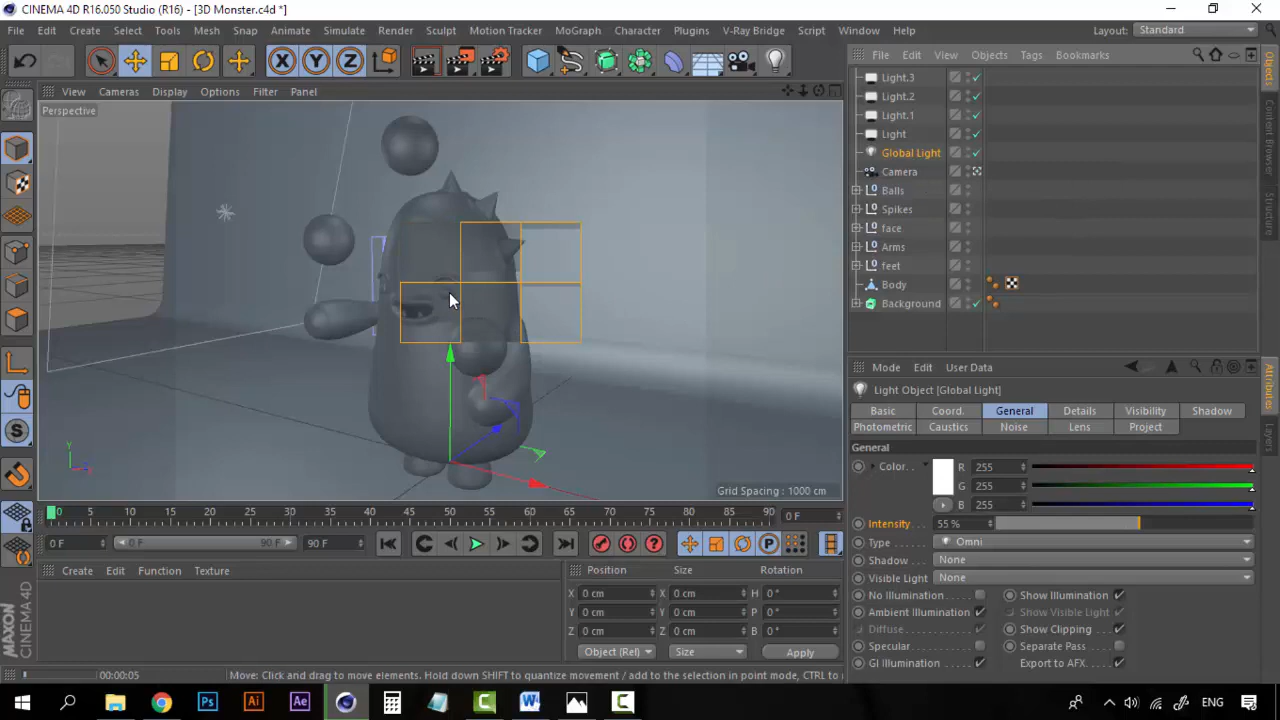 CINEMA 4D R16.050 Studio (R16) - [3D Monster.c4d *]
File Edit Create Select Tools Mesh Snap Animate Simulate Render Sculpt Motion Tracker MoGraph Character Plugins V-Ray Bridge Script Window Help Layout: Standard
X Y Z
File Edit View Objects Tags Bookmarks
View Cameras Display Options Filter Panel
Perspective
Light.3
Light.2
Light.1
Light
Global Light
Camera
Balls
Spikes
face
Arms
feet
Body
Background
Objects
Content Browser
Structure
Y
Z
Grid Spacing : 1000 cm
0 5 10 15 20 25 30 35 40 45 50 55 60 65 70 75 80 85 90 0 F
0 F 0 F 90 F 90 F
Create Edit Function Texture
Position Size Rotation
X 0 cm X 0 cm H 0 °
Y 0 cm Y 0 cm P 0 °
Z 0 cm Z 0 cm B 0 °
Object (Rel) Size Apply
Mode Edit User Data
Light Object [Global Light]
Basic Coord. General Details Visibility Shadow
Photometric Caustics Noise Lens Project
General
Color. . R 255
G 255
B 255
Intensity . 55 %
Type . . . Omni
Shadow . . None
Visible Light None
No Illumination Show Illumination
Ambient Illumination Show Visible Light
Diffuse Show Clipping
Specular Separate Pass
GI Illumination Export to AFX.
Attributes
Layers
MAXON
CINEMA 4D
00:00:05 Move: Click and drag to move elements. Hold down SHIFT to quantize movement / add to the selection in point mode, CTRL to
Ps Ai Ae W ENG